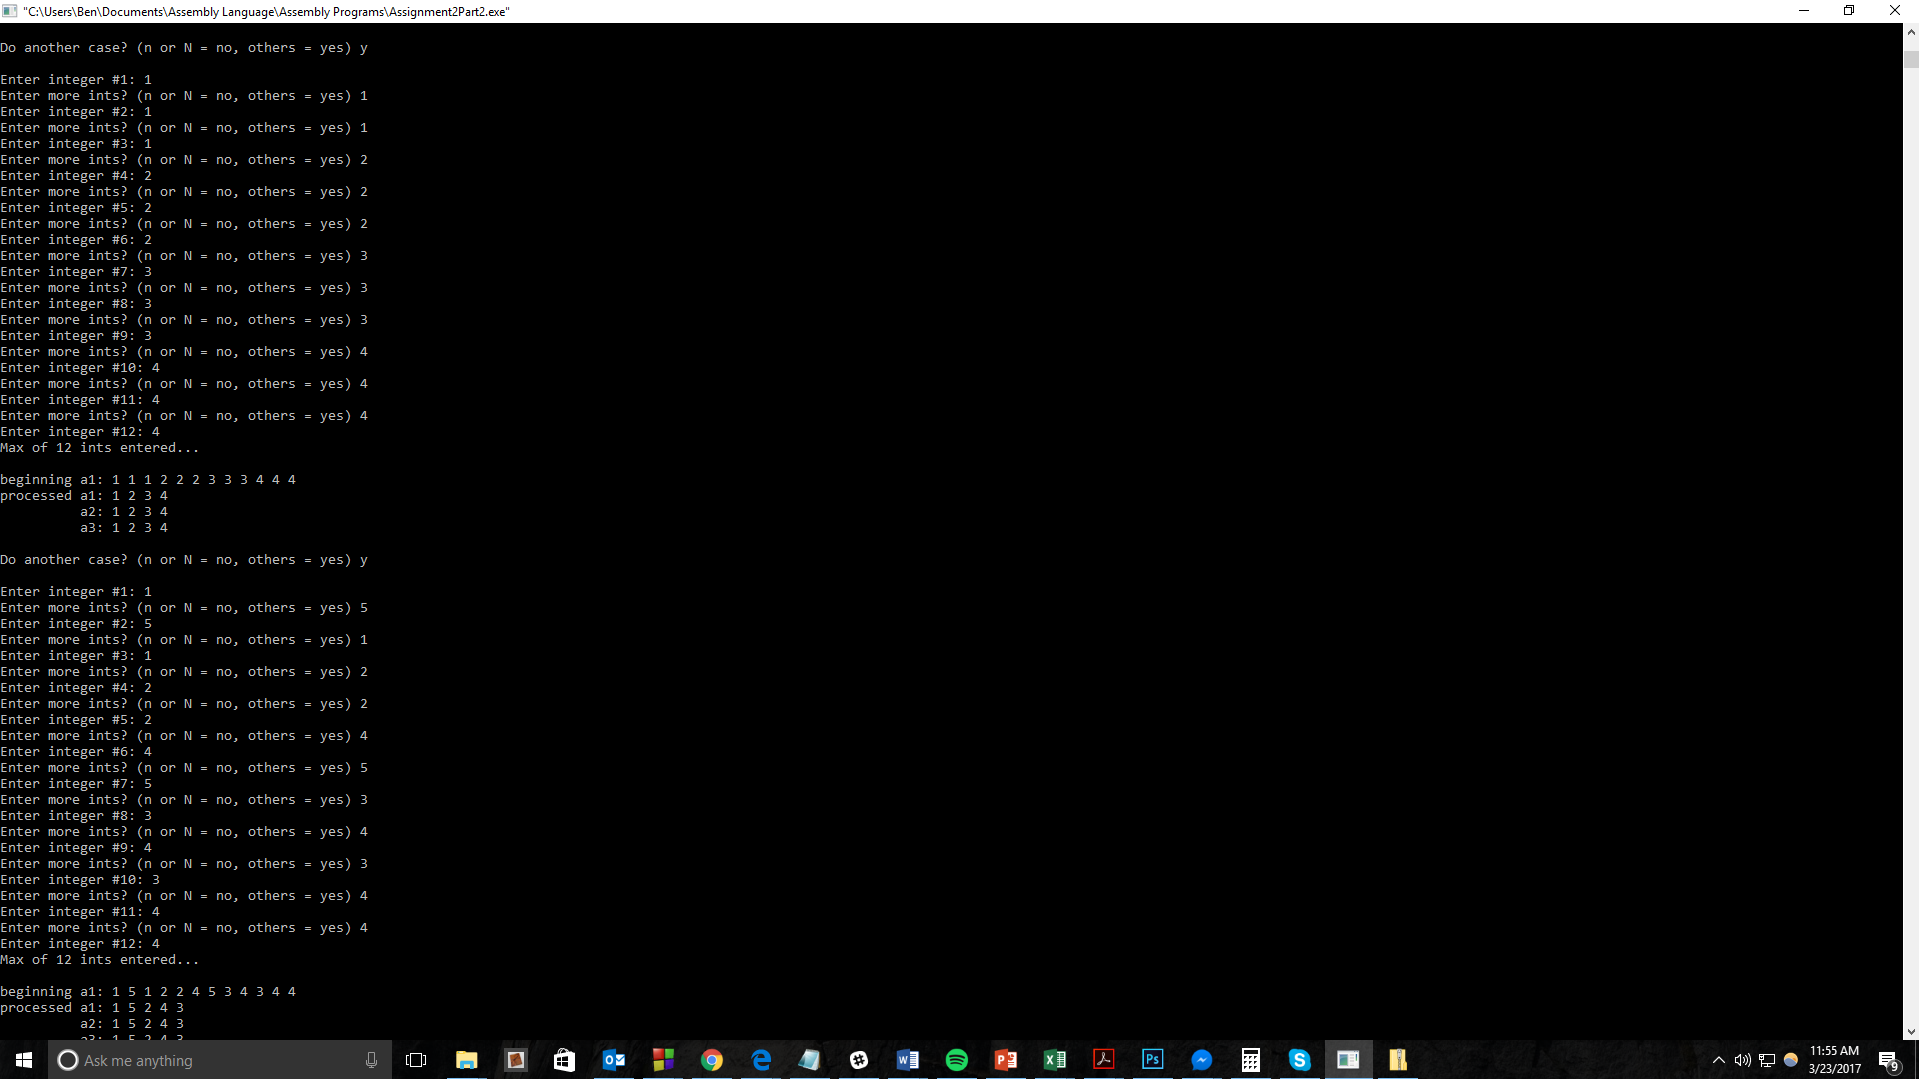 "C:\Users\Ben\Documents\Assembly Language\Assembly Programs\Assignment2Part2.exe"
Do another case? (n or N = no, others = yes) y
Enter integer #1: 1
Enter more ints? (n or N = no, others = yes) 1
Enter integer #2: 1
Enter more ints? (n or N = no, others = yes) 1
Enter integer #3: 1
Enter more ints? (n or N = no, others = yes) 2
Enter integer #4: 2
Enter more ints? (n or N = no, others = yes) 2
Enter integer #5: 2
Enter more ints? (n or N = no, others = yes) 2
Enter integer #6: 2
Enter more ints? (n or N = no, others = yes) 3
Enter integer #7: 3
Enter more ints? (n or N = no, others = yes) 3
Enter integer #8: 3
Enter more ints? (n or N = no, others = yes) 3
Enter integer #9: 3
Enter more ints? (n or N = no, others = yes) 4
Enter integer #10: 4
Enter more ints? (n or N = no, others = yes) 4
Enter integer #11: 4
Enter more ints? (n or N = no, others = yes) 4
Enter integer #12: 4
Max of 12 ints entered...
beginning a1: 1 1 1 2 2 2 3 3 3 4 4 4
processed a1: 1 2 3 4
a2: 1 2 3 4
a3: 1 2 3 4
Do another case? (n or N = no, others = yes) y
Enter integer #1: 1
Enter more ints? (n or N = no, others = yes) 5
Enter integer #2: 5
Enter more ints? (n or N = no, others = yes) 1
Enter integer #3: 1
Enter more ints? (n or N = no, others = yes) 2
Enter integer #4: 2
Enter more ints? (n or N = no, others = yes) 2
Enter integer #5: 2
Enter more ints? (n or N = no, others = yes) 4
Enter integer #6: 4
Enter more ints? (n or N = no, others = yes) 5
Enter integer #7: 5
Enter more ints? (n or N = no, others = yes) 3
Enter integer #8: 3
Enter more ints? (n or N = no, others = yes) 4
Enter integer #9: 4
Enter more ints? (n or N = no, others = yes) 3
Enter integer #10: 3
Enter more ints? (n or N = no, others = yes) 4
Enter integer #11: 4
Enter more ints? (n or N = no, others = yes) 4
Enter integer #12: 4
Max of 12 ints entered...
beginning a1: 1 5 1 2 2 4 5 3 4 3 4 4
processed a1: 1 5 2 4 3
a2: 1 5 2 4 3
a3: 1 5 2 4 3
Ask me anything
11:55 AM
3/23/2017
9